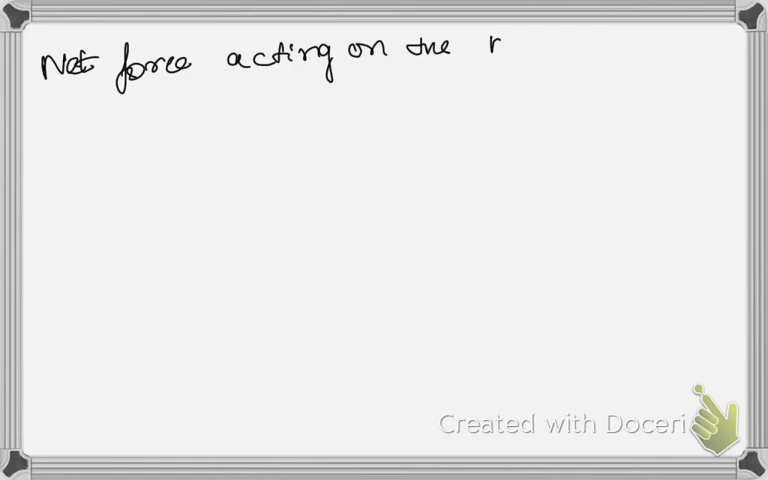 Net force acting on the r
Created with Doceri